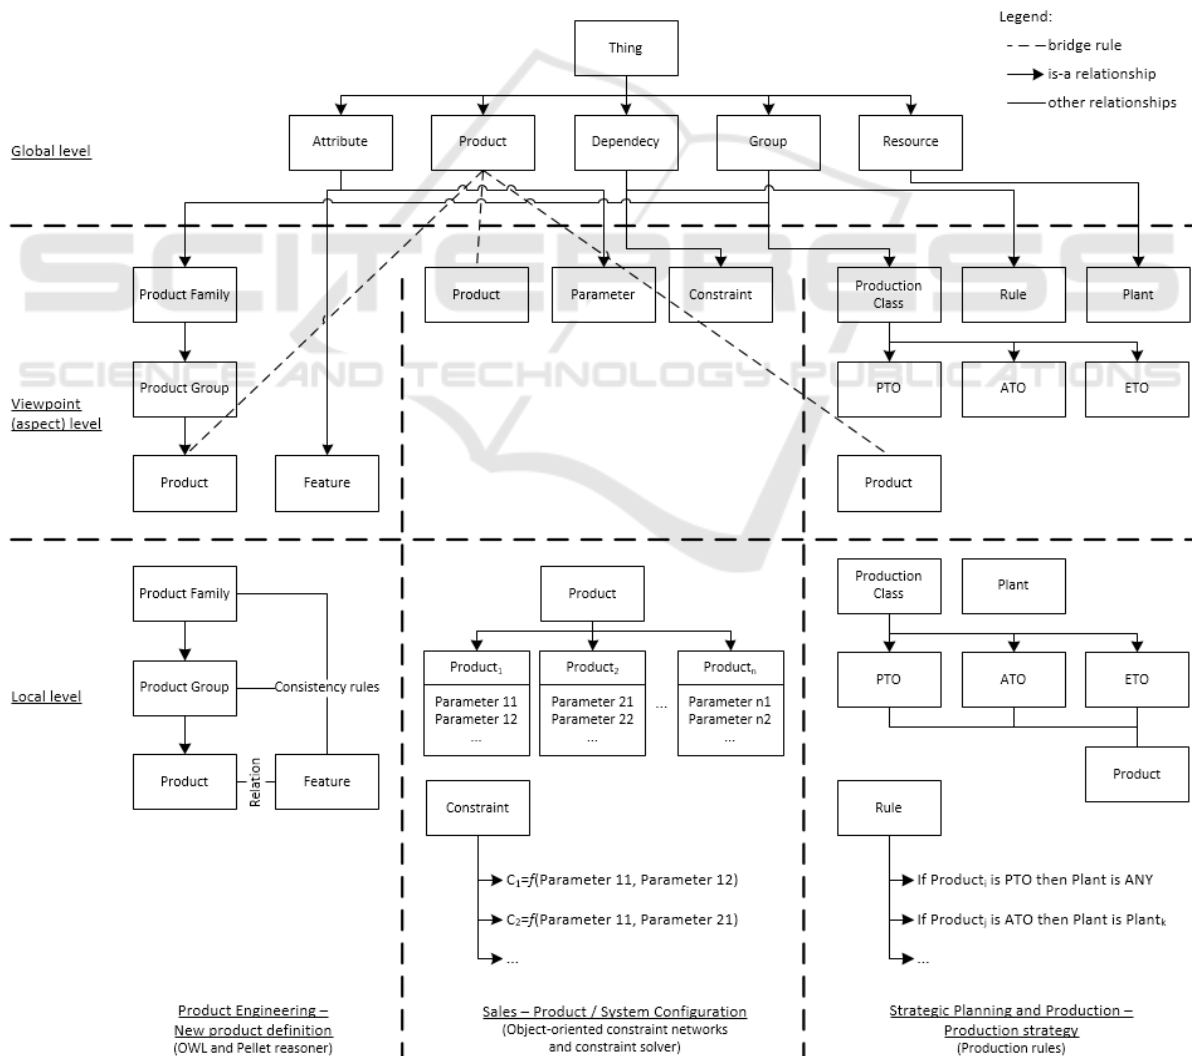 Legend:
bridge rule
is-a relationship
other relationships
Thing
Global level
Attribute
Product
Dependecy
Group
Resource
SCITEPRESS
SCIENCE AND TECHNOLOGY PUBLICATIONS
Viewpoint
(aspect) level
Product Family
Product Group
Product
Feature
Product
Parameter
Constraint
Production
Class
Rule
Plant
PTO
ATO
ETO
Product
Local level
Product Family
Product Group
Consistency rules
Product
Relation
Feature
Product
Product₁
Parameter 11
Parameter 12
...
Product₂
Parameter 21
Parameter 22
...
...
Productₙ
Parameter n1
Parameter n2
...
Constraint
C₁=f(Parameter 11, Parameter 12)
C₂=f(Parameter 11, Parameter 21)
...
Production
Class
Plant
PTO
ATO
ETO
Product
Rule
If Productᵢ is PTO then Plant is ANY
If Productⱼ is ATO then Plant is Plantₖ
...
Product Engineering –
New product definition
(OWL and Pellet reasoner)
Sales – Product / System Configuration
(Object-oriented constraint networks
and constraint solver)
Strategic Planning and Production –
Production strategy
(Production rules)